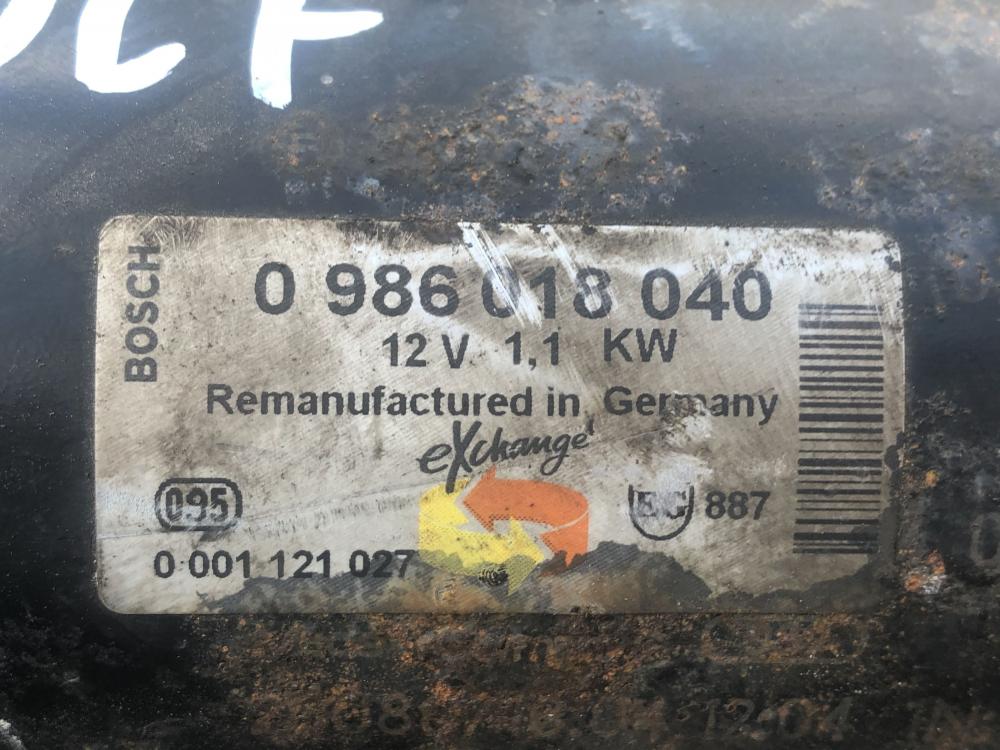 BOSCH
0 986 018 040
12 V 1,1 KW
Remanufactured in Germany
eXchange
095
887
0 001 121 027